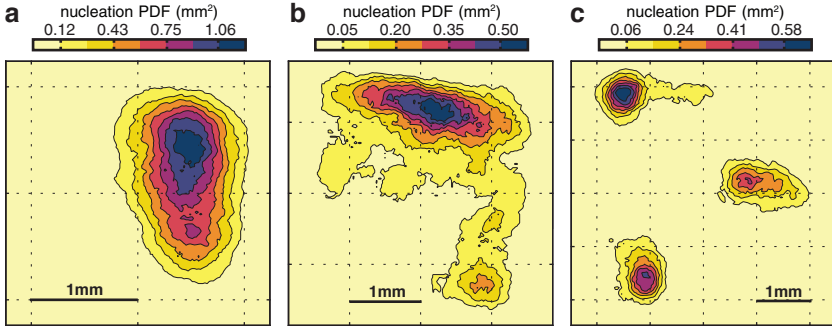 a
nucleation PDF (mm²)
0.12 0.43 0.75 1.06
1mm
b
nucleation PDF (mm²)
0.05 0.20 0.35 0.50
1mm
c
nucleation PDF (mm²)
0.06 0.24 0.41 0.58
1mm